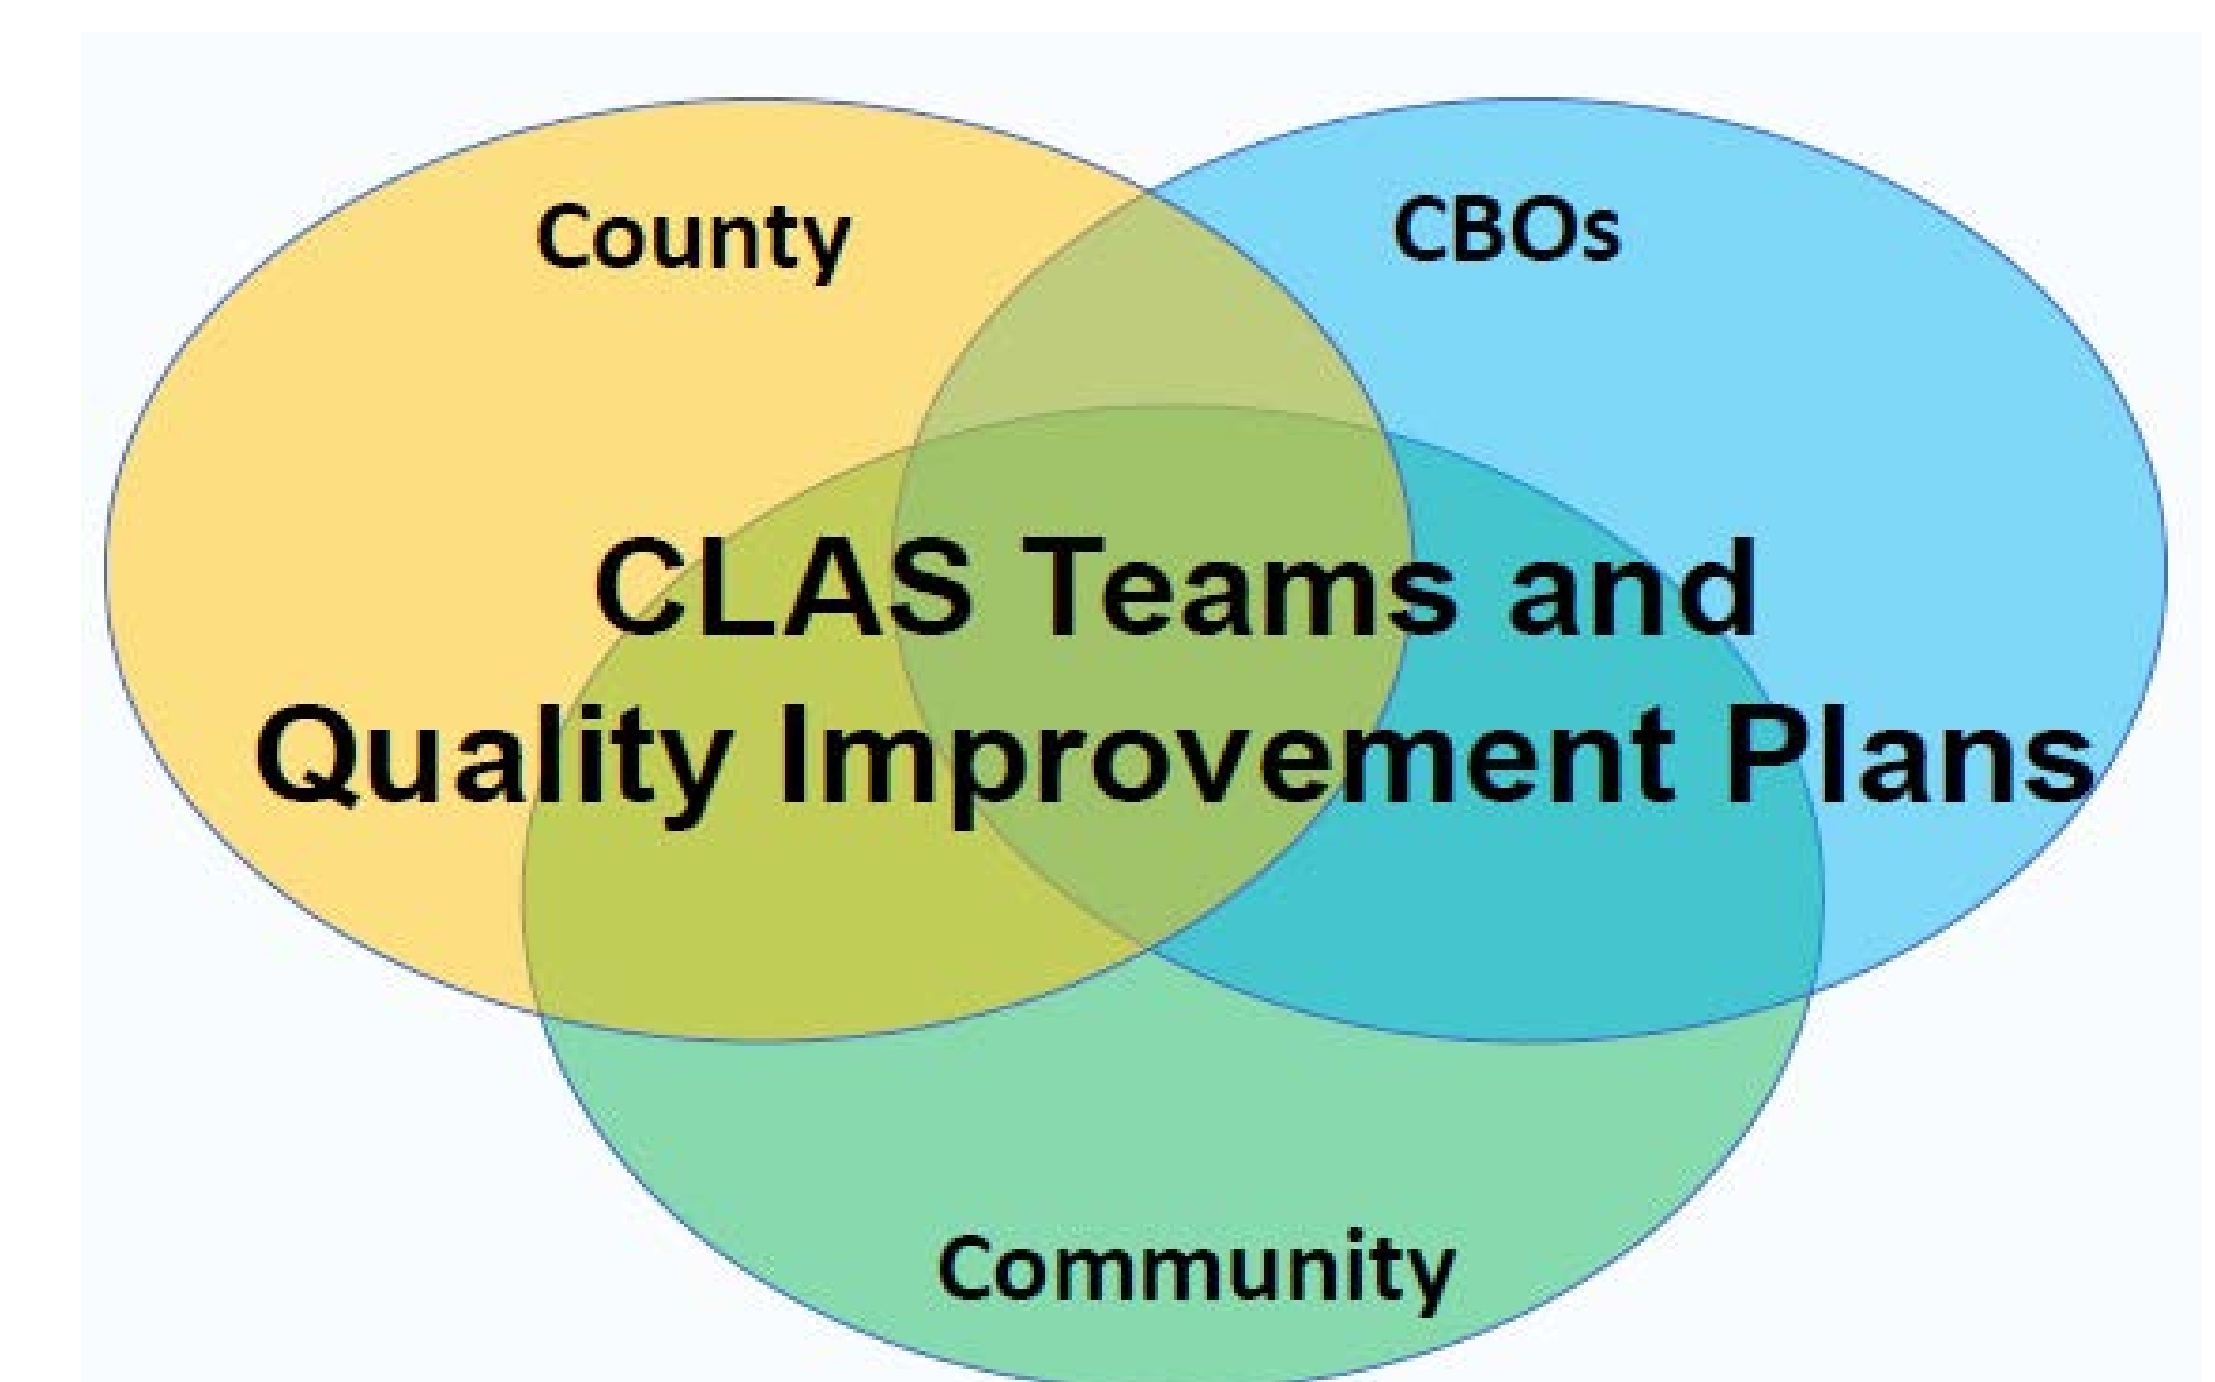 County
CBOs
CLAS Teams and
Quality Improvement Plans
Community